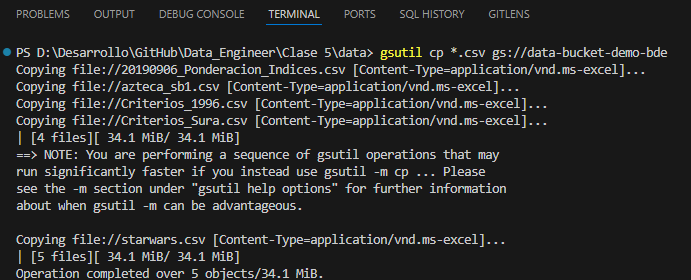 PROBLEMS OUTPUT DEBUG CONSOLE TERMINAL PORTS SQL HISTORY GITLENS
PS D:\Desarrollo\GitHub\Data_Engineer\Clase 5\data> gsutil cp *.csv gs://data-bucket-demo-bde
Copying file://20190906_Ponderacion_Indices.csv [Content-Type=application/vnd.ms-excel]...
Copying file://azteca_sb1.csv [Content-Type=application/vnd.ms-excel]...
Copying file://Criterios_1996.csv [Content-Type=application/vnd.ms-excel]...
Copying file://Criterios_Sura.csv [Content-Type=application/vnd.ms-excel]...
| [4 files][ 34.1 MiB/ 34.1 MiB]
==> NOTE: You are performing a sequence of gsutil operations that may
run significantly faster if you instead use gsutil -m cp ... Please
see the -m section under "gsutil help options" for further information
about when gsutil -m can be advantageous.
Copying file://starwars.csv [Content-Type=application/vnd.ms-excel]...
| [5 files][ 34.1 MiB/ 34.1 MiB]
Operation completed over 5 objects/34.1 MiB.